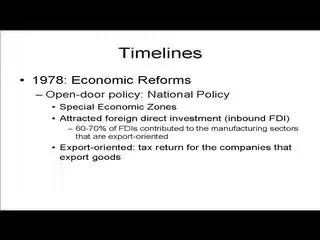 Timelines
• 1978: Economic Reforms
– Open-door policy: National Policy
• Special Economic Zones
• Attracted foreign direct investment (inbound FDI)
– 60-70% of FDIs contributed to the manufacturing sectors
that are export-oriented
• Export-oriented: tax return for the companies that
export goods